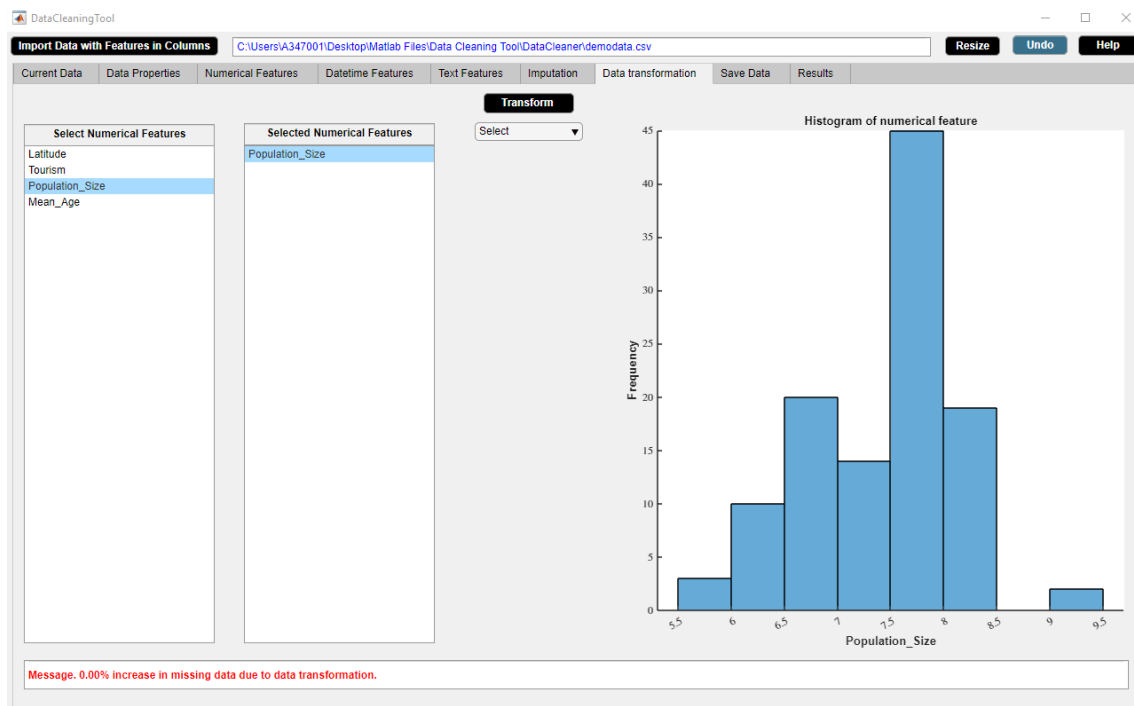 DataCleaningTool
Import Data with Features in Columns
C:\Users\A347001\Desktop\Matlab Files\Data Cleaning Tool\DataCleaner\demodata.csv
Resize
Undo
Help
Current Data
Data Properties
Numerical Features
Datetime Features
Text Features
Imputation
Data transformation
Save Data
Results
Transform
Select
Select Numerical Features
Latitude
Tourism
Population_Size
Mean_Age
Selected Numerical Features
Population_Size
Histogram of numerical feature
45
40
35
30
25
20
15
10
5
0
Frequency
5.5 6 6.5 7 7.5 8 8.5 9 9.5
Population_Size
Message. 0.00% increase in missing data due to data transformation.